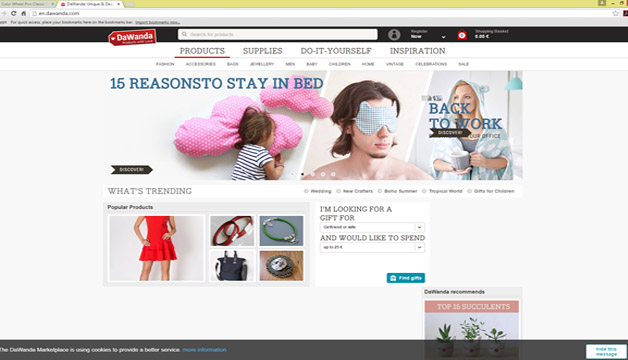 Color Wheel Pro: Classic
DaWanda: Unique & De
en.dawanda.com
For quick access, place your bookmarks here on the bookmarks bar. Import bookmarks now...
DaWanda
Products with Love
Search for products
Register
Now
Shopping Basket
0.00 €
PRODUCTS SUPPLIES DO-IT-YOURSELF INSPIRATION
FASHION ACCESSORIES BAGS JEWELLERY MEN BABY CHILDREN HOME VINTAGE CELEBRATIONS SALE
15 REASONSTO STAY IN BED
DISCOVER!
BACK
TO WORK
DISCOVER!
OUR OFFICE
WHAT'S TRENDING
Wedding New Crafters Boho Summer Tropical World Gifts for Children
Popular Products
I'M LOOKING FOR A
GIFT FOR
Girlfriend or wife
AND WOULD LIKE TO SPEND
up to 25 €
Find gifts
DaWanda recommends
TOP 15 SUCCULENTS
The DaWanda Marketplace is using cookies to provide a better service. more information
hide this
message